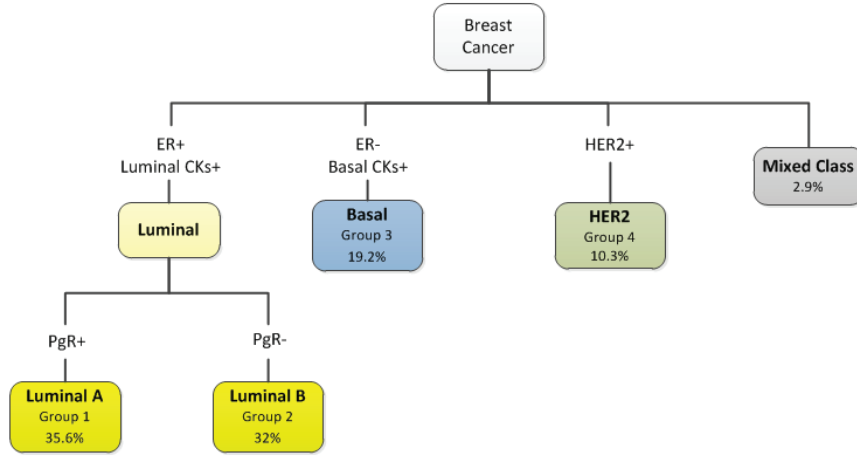 Breast
Cancer
ER+
Luminal CKs+
ER-
Basal CKs+
HER2+
Mixed Class
2.9%
Luminal
Basal
Group 3
19.2%
HER2
Group 4
10.3%
PgR+
PgR-
Luminal A
Group 1
35.6%
Luminal B
Group 2
32%